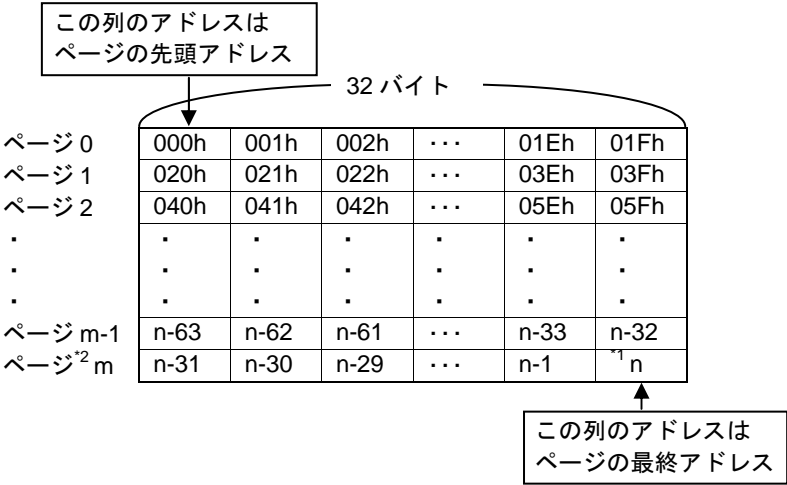 この列のアドレスは
ページの先頭アドレス
32 バイト
ページ 0 000h 001h 002h ・・・ 01Eh 01Fh
ページ 1 020h 021h 022h ・・・ 03Eh 03Fh
ページ 2 040h 041h 042h ・・・ 05Eh 05Fh
・ ・ ・ ・ ・ ・ ・
・ ・ ・ ・ ・ ・ ・
・ ・ ・ ・ ・ ・ ・
ページ m-1 n-63 n-62 n-61 ・・・ n-33 n-32
ページ*2 m n-31 n-30 n-29 ・・・ n-1 *1 n
この列のアドレスは
ページの最終アドレス